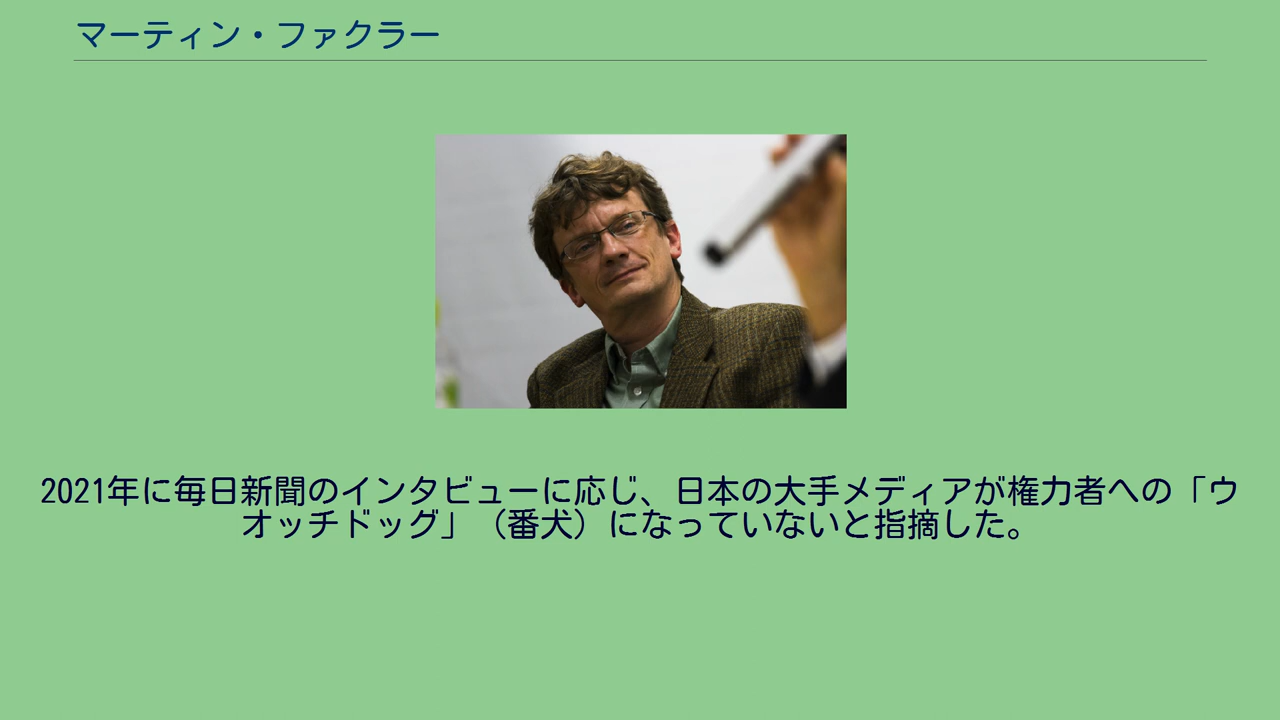 マーティン・ファクラー
2021年に毎日新聞のインタビューに応じ、日本の大手メディアが権力者への「ウ
オッチドッグ」（番犬）になっていないと指摘した。